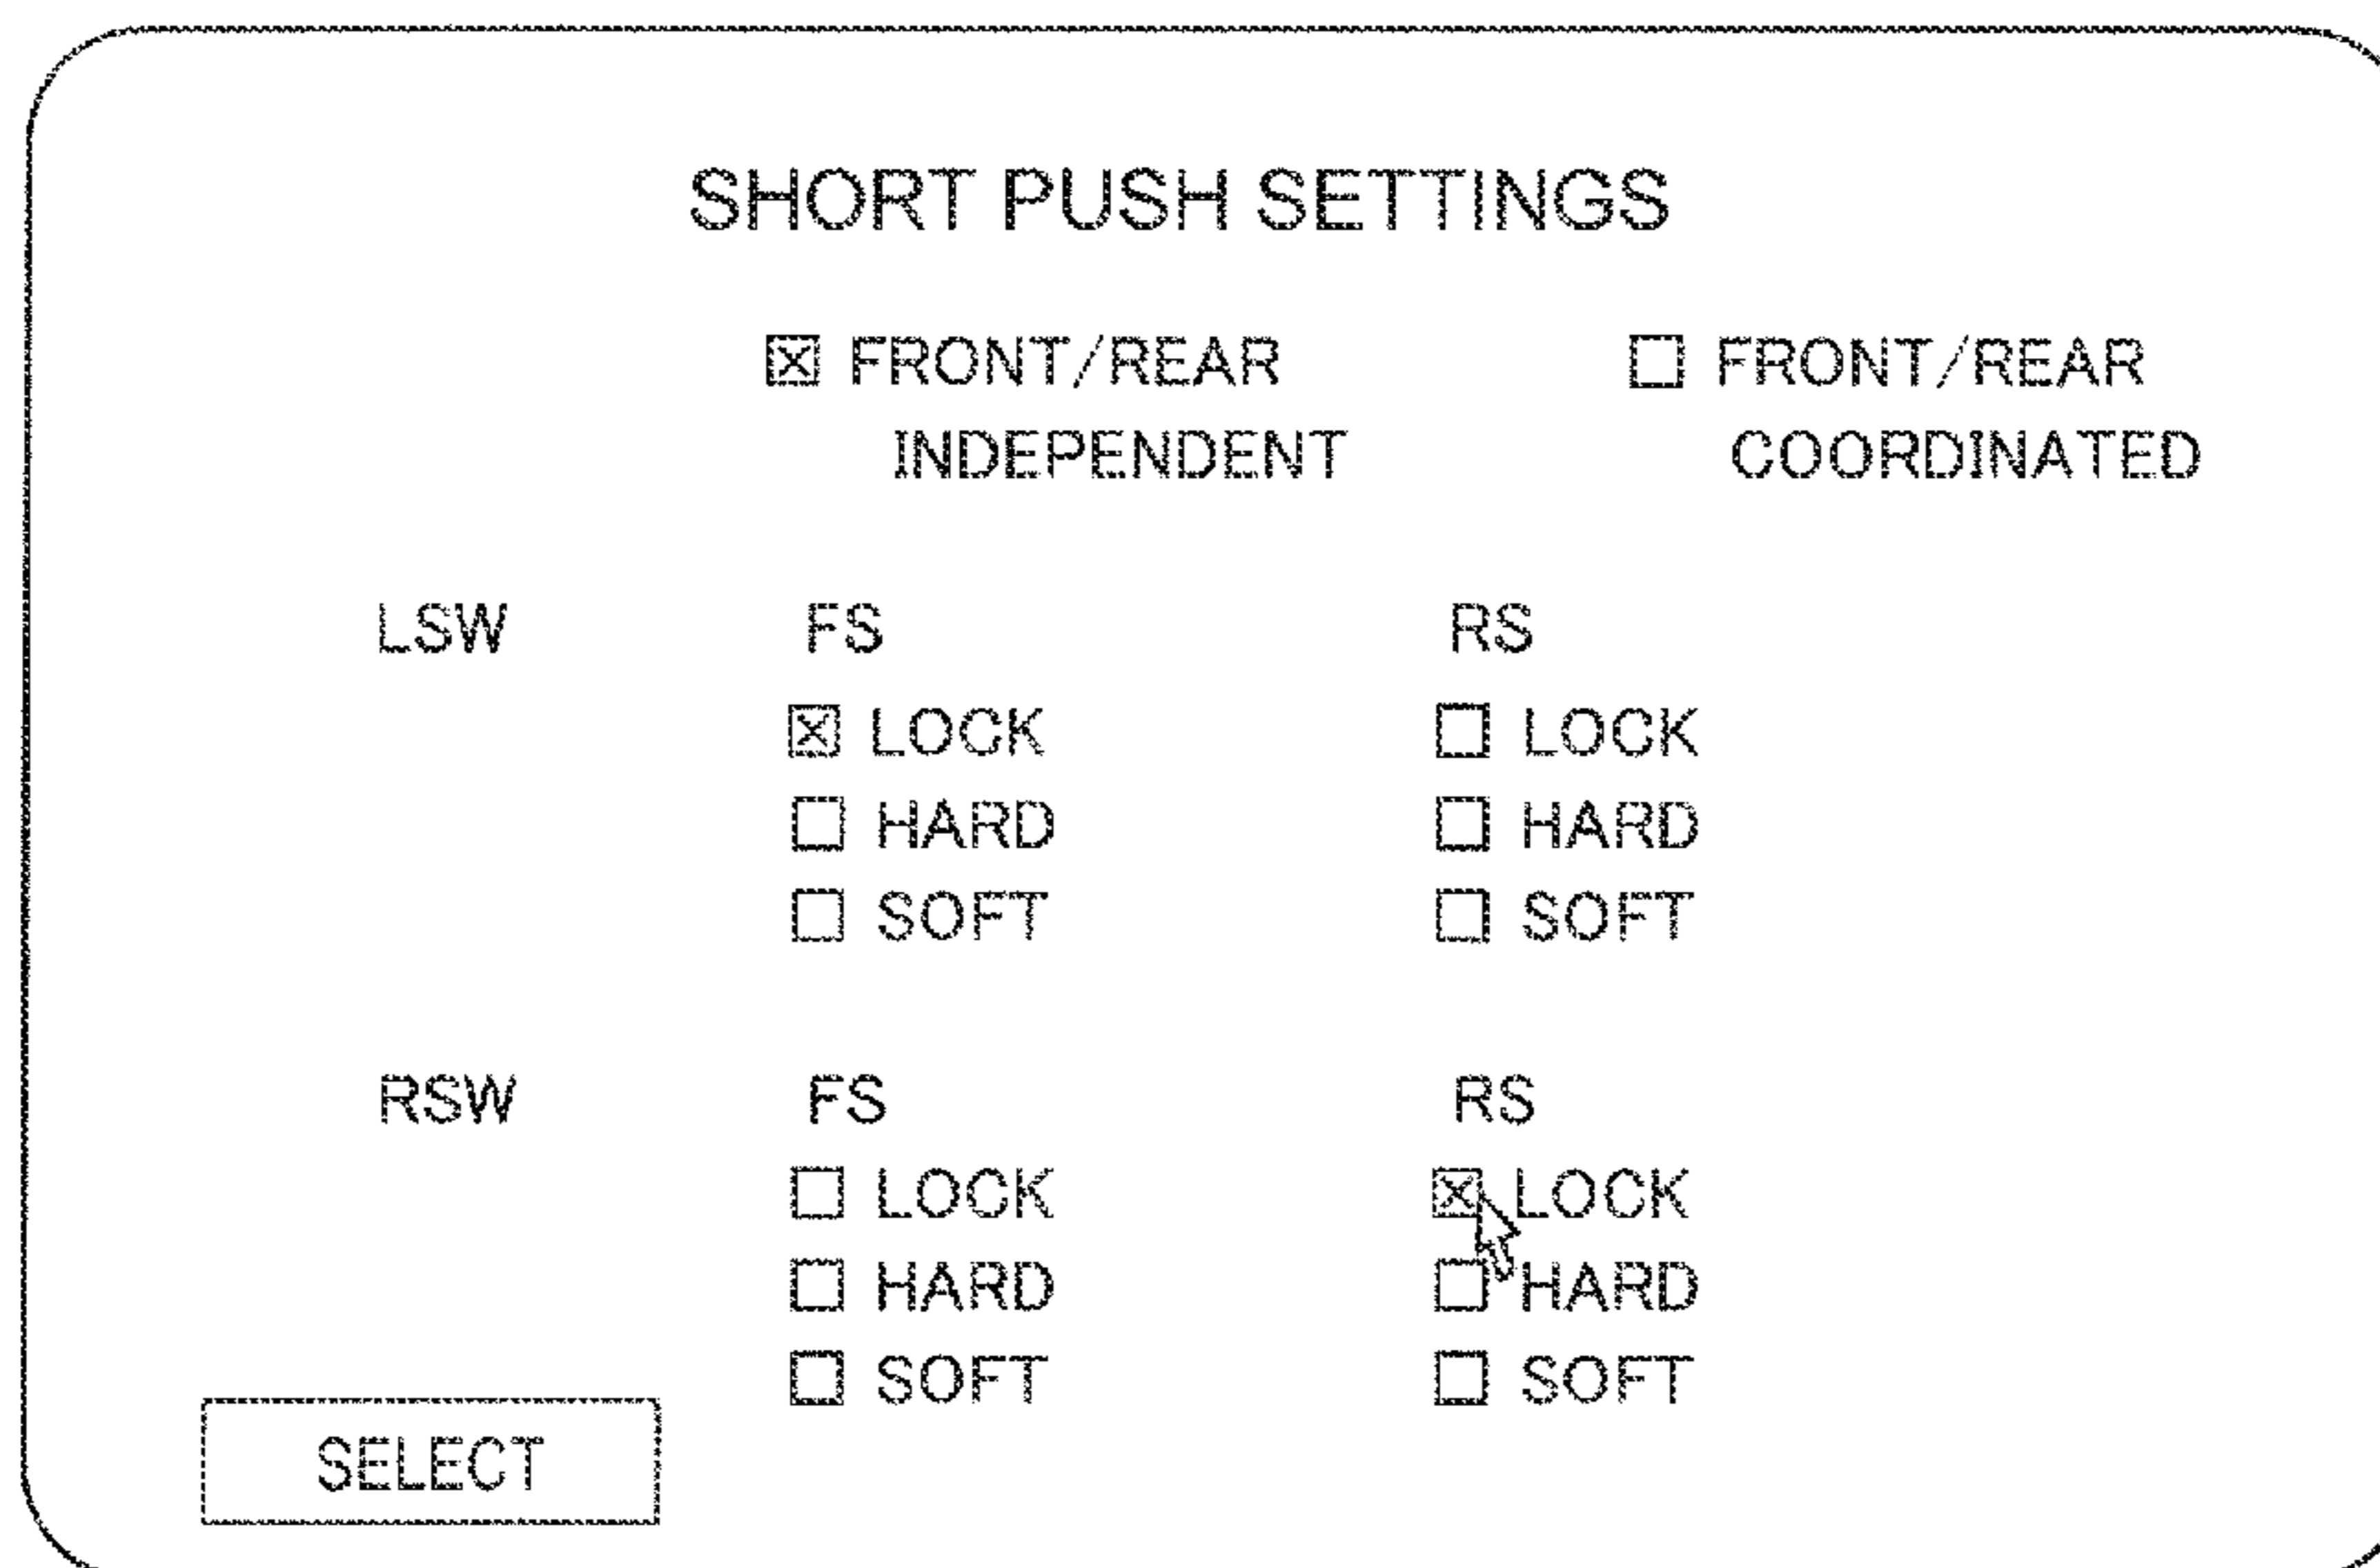 SHORT PUSH SETTINGS
☒ FRONT/REAR ☐ FRONT/REAR
INDEPENDENT COORDINATED
LSW FS RS
☒ LOCK ☐ LOCK
☐ HARD ☐ HARD
☐ SOFT ☐ SOFT
RSW FS RS
☐ LOCK ☒ LOCK
☐ HARD ☐ HARD
☐ SOFT ☐ SOFT
SELECT